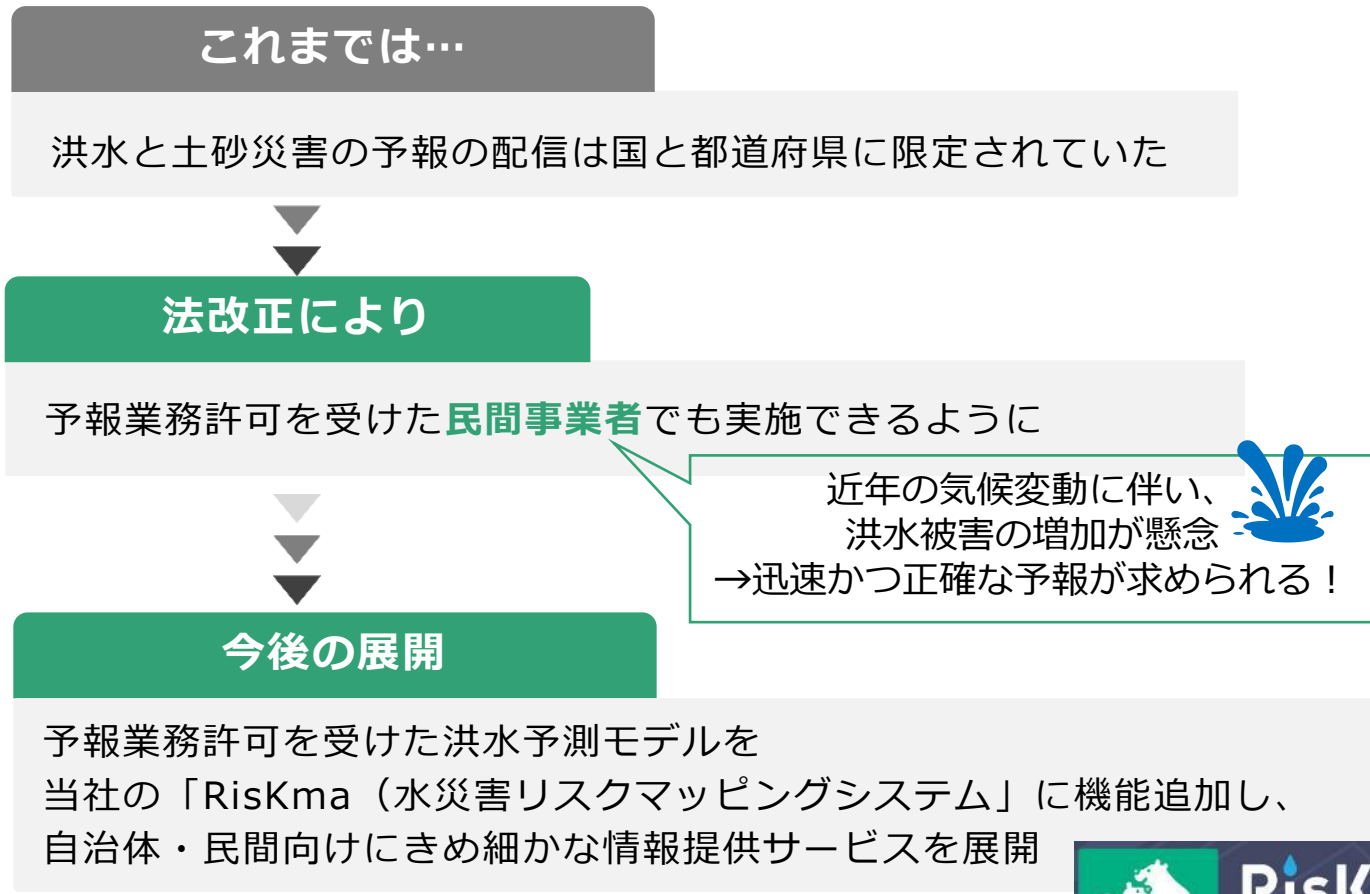 これまでは…
洪水と土砂災害の予報の配信は国と都道府県に限定されていた
法改正により
予報業務許可を受けた民間事業者でも実施できるように
近年の気候変動に伴い、
洪水被害の増加が懸念
→迅速かつ正確な予報が求められる！
今後の展開
予報業務許可を受けた洪水予測モデルを
当社の「RisKma（水災害リスクマッピングシステム」に機能追加し、
自治体・民間向けにきめ細かな情報提供サービスを展開
RisK